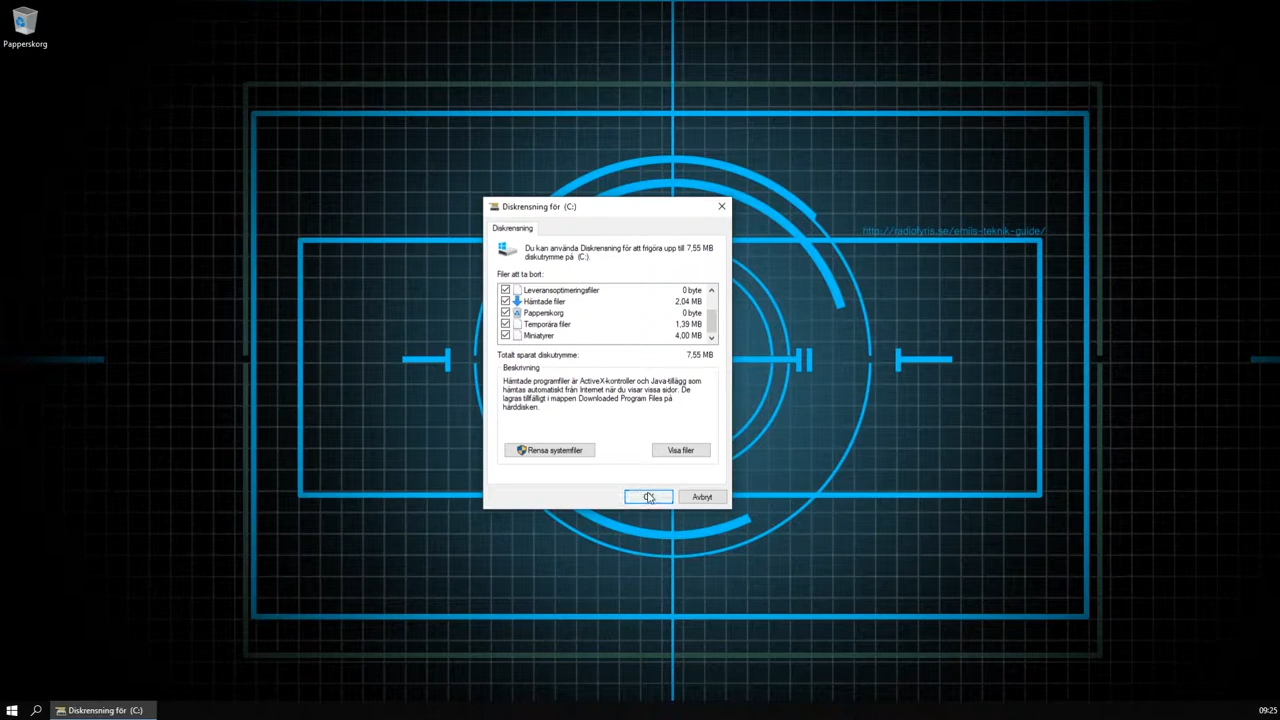 Papperskorg
http://radiofyris.se/emils-teknik-guide/
Diskrensning för  (C:)
Diskrensning
Du kan använda Diskrensning för att frigöra upp till 7,55 MB
diskutrymme på  (C:).
Filer att ta bort:
Leveransoptimeringsfiler 0 byte
Hämtade filer 2,04 MB
Papperskorg 0 byte
Temporära filer 1,39 MB
Miniatyrer 4,00 MB
Totalt sparat diskutrymme: 7,55 MB
Beskrivning
Hämtade programfiler är ActiveX-kontroller och Java-tillägg som
hämtas automatiskt från Internet när du visar vissa sidor. De
lagras tillfälligt i mappen Downloaded Program Files på
hårddisken.
Rensa systemfiler Visa filer
Avbryt
Diskrensning för  (C:) 09:25